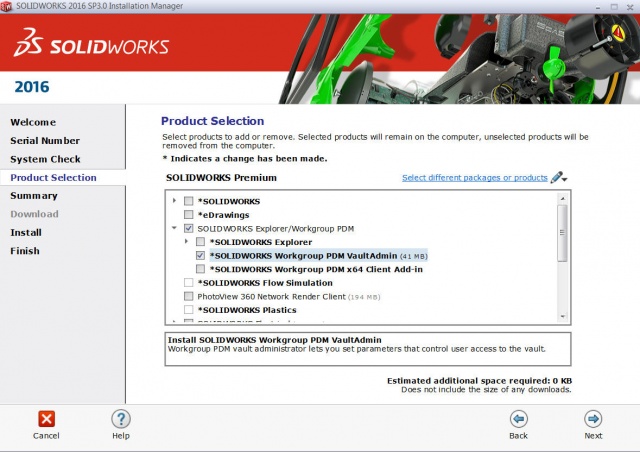 SOLIDWORKS 2016 SP3.0 Installation Manager
SOLIDWORKS
2016
Welcome
Serial Number
System Check
Product Selection
Summary
Download
Install
Finish
Product Selection
Select products to add or remove. Selected products will remain on the computer, unselected products will be
removed from the computer.
* Indicates a change has been made.
SOLIDWORKS Premium
Select different packages or products
*SOLIDWORKS
*eDrawings
SOLIDWORKS Explorer/Workgroup PDM
*SOLIDWORKS Explorer
*SOLIDWORKS Workgroup PDM VaultAdmin (41 MB)
*SOLIDWORKS Workgroup PDM x64 Client Add-in
*SOLIDWORKS Flow Simulation
PhotoView 360 Network Render Client (194 MB)
*SOLIDWORKS Plastics
Install SOLIDWORKS Workgroup PDM VaultAdmin
Workgroup PDM vault administrator lets you set parameters that control user access to the vault.
Estimated additional space required: 0 KB
Does not include the size of any downloads.
Cancel
Help
Back
Next